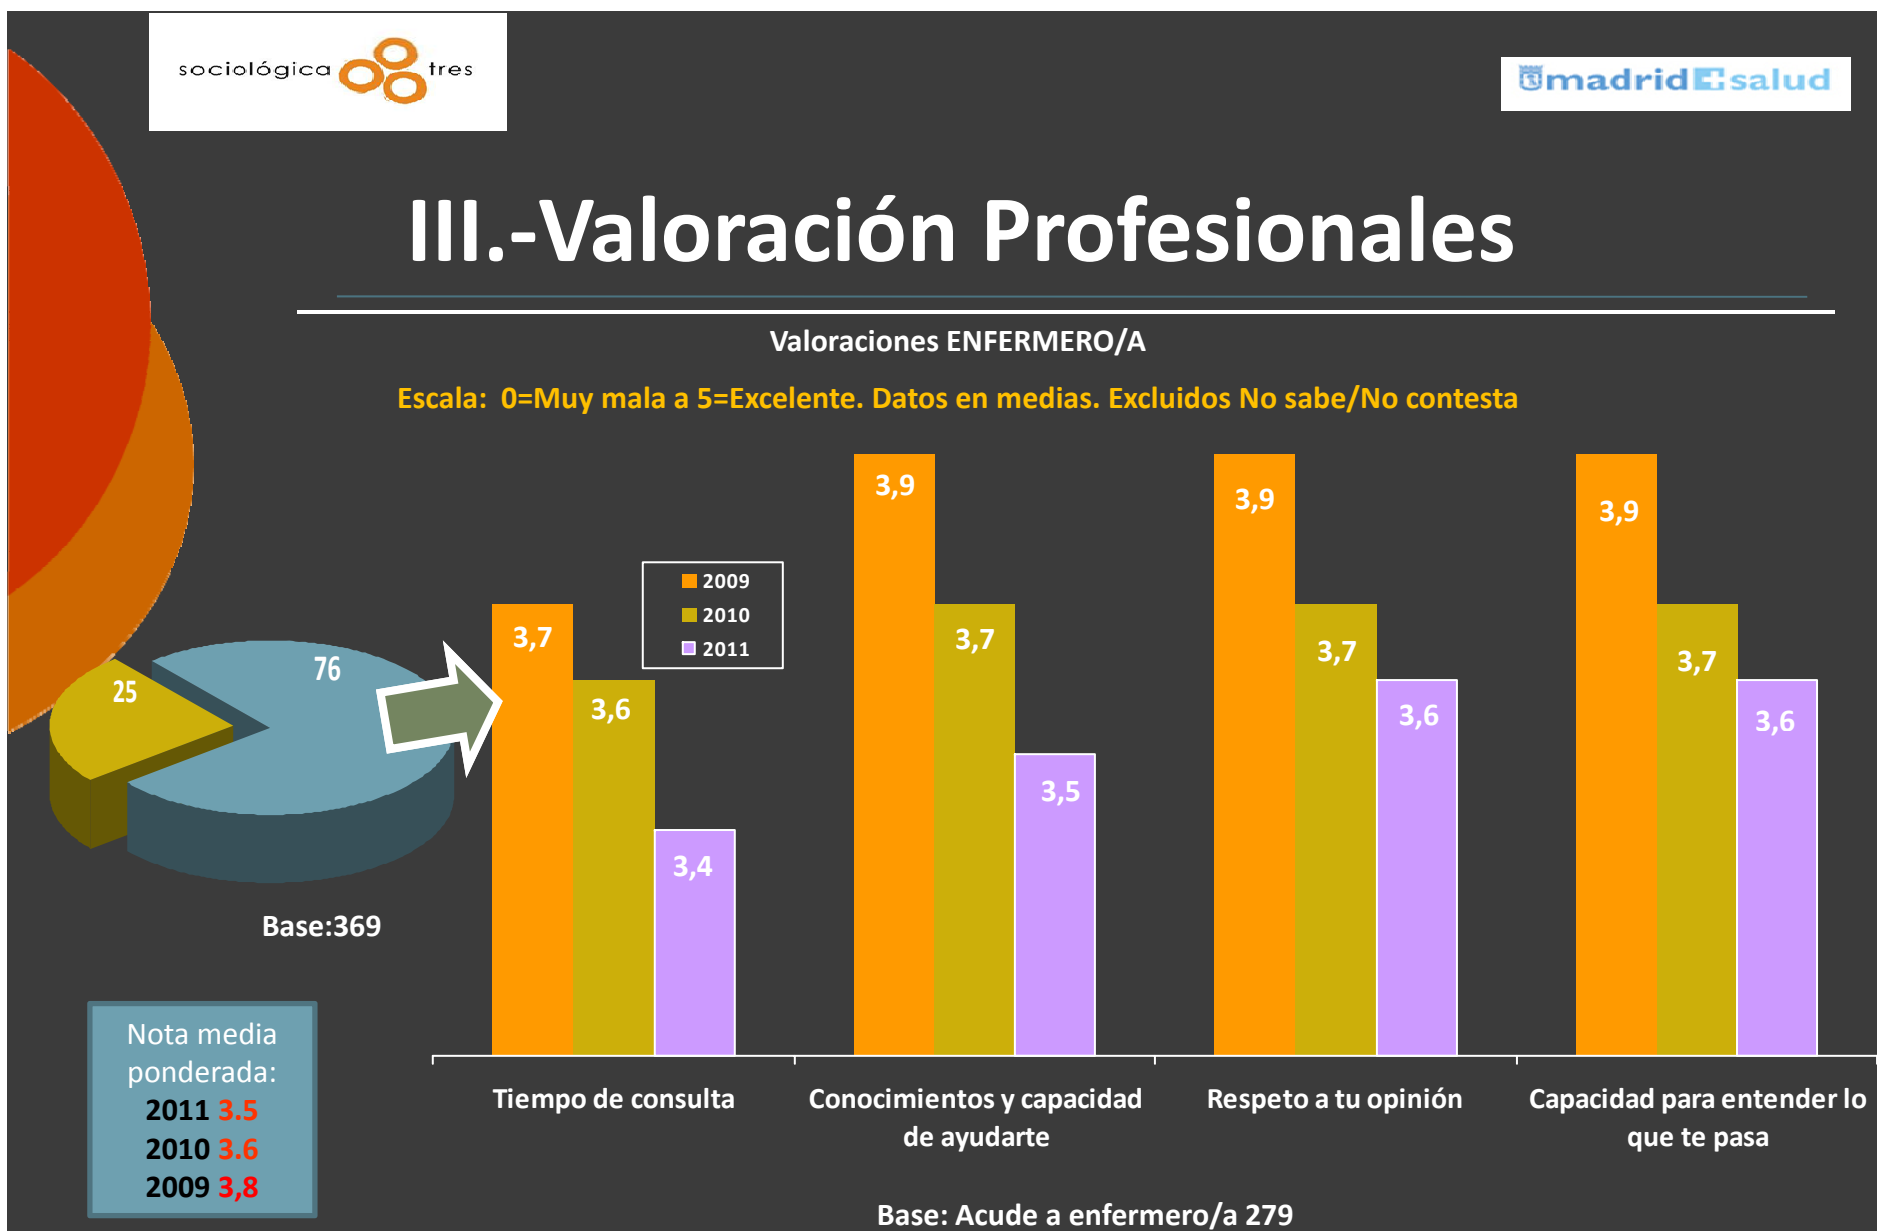 sociológica tres
madrid salud
III.-Valoración Profesionales
Valoraciones ENFERMERO/A
Escala: 0=Muy mala a 5=Excelente. Datos en medias. Excluidos No sabe/No contesta
25
76
Base:369
2009
2010
2011
3,7
3,6
3,4
3,9
3,7
3,5
3,9
3,7
3,6
3,9
3,7
3,6
Tiempo de consulta
Conocimientos y capacidad
de ayudarte
Respeto a tu opinión
Capacidad para entender lo
que te pasa
Nota media
ponderada:
2011 3.5
2010 3.6
2009 3,8
Base: Acude a enfermero/a 279